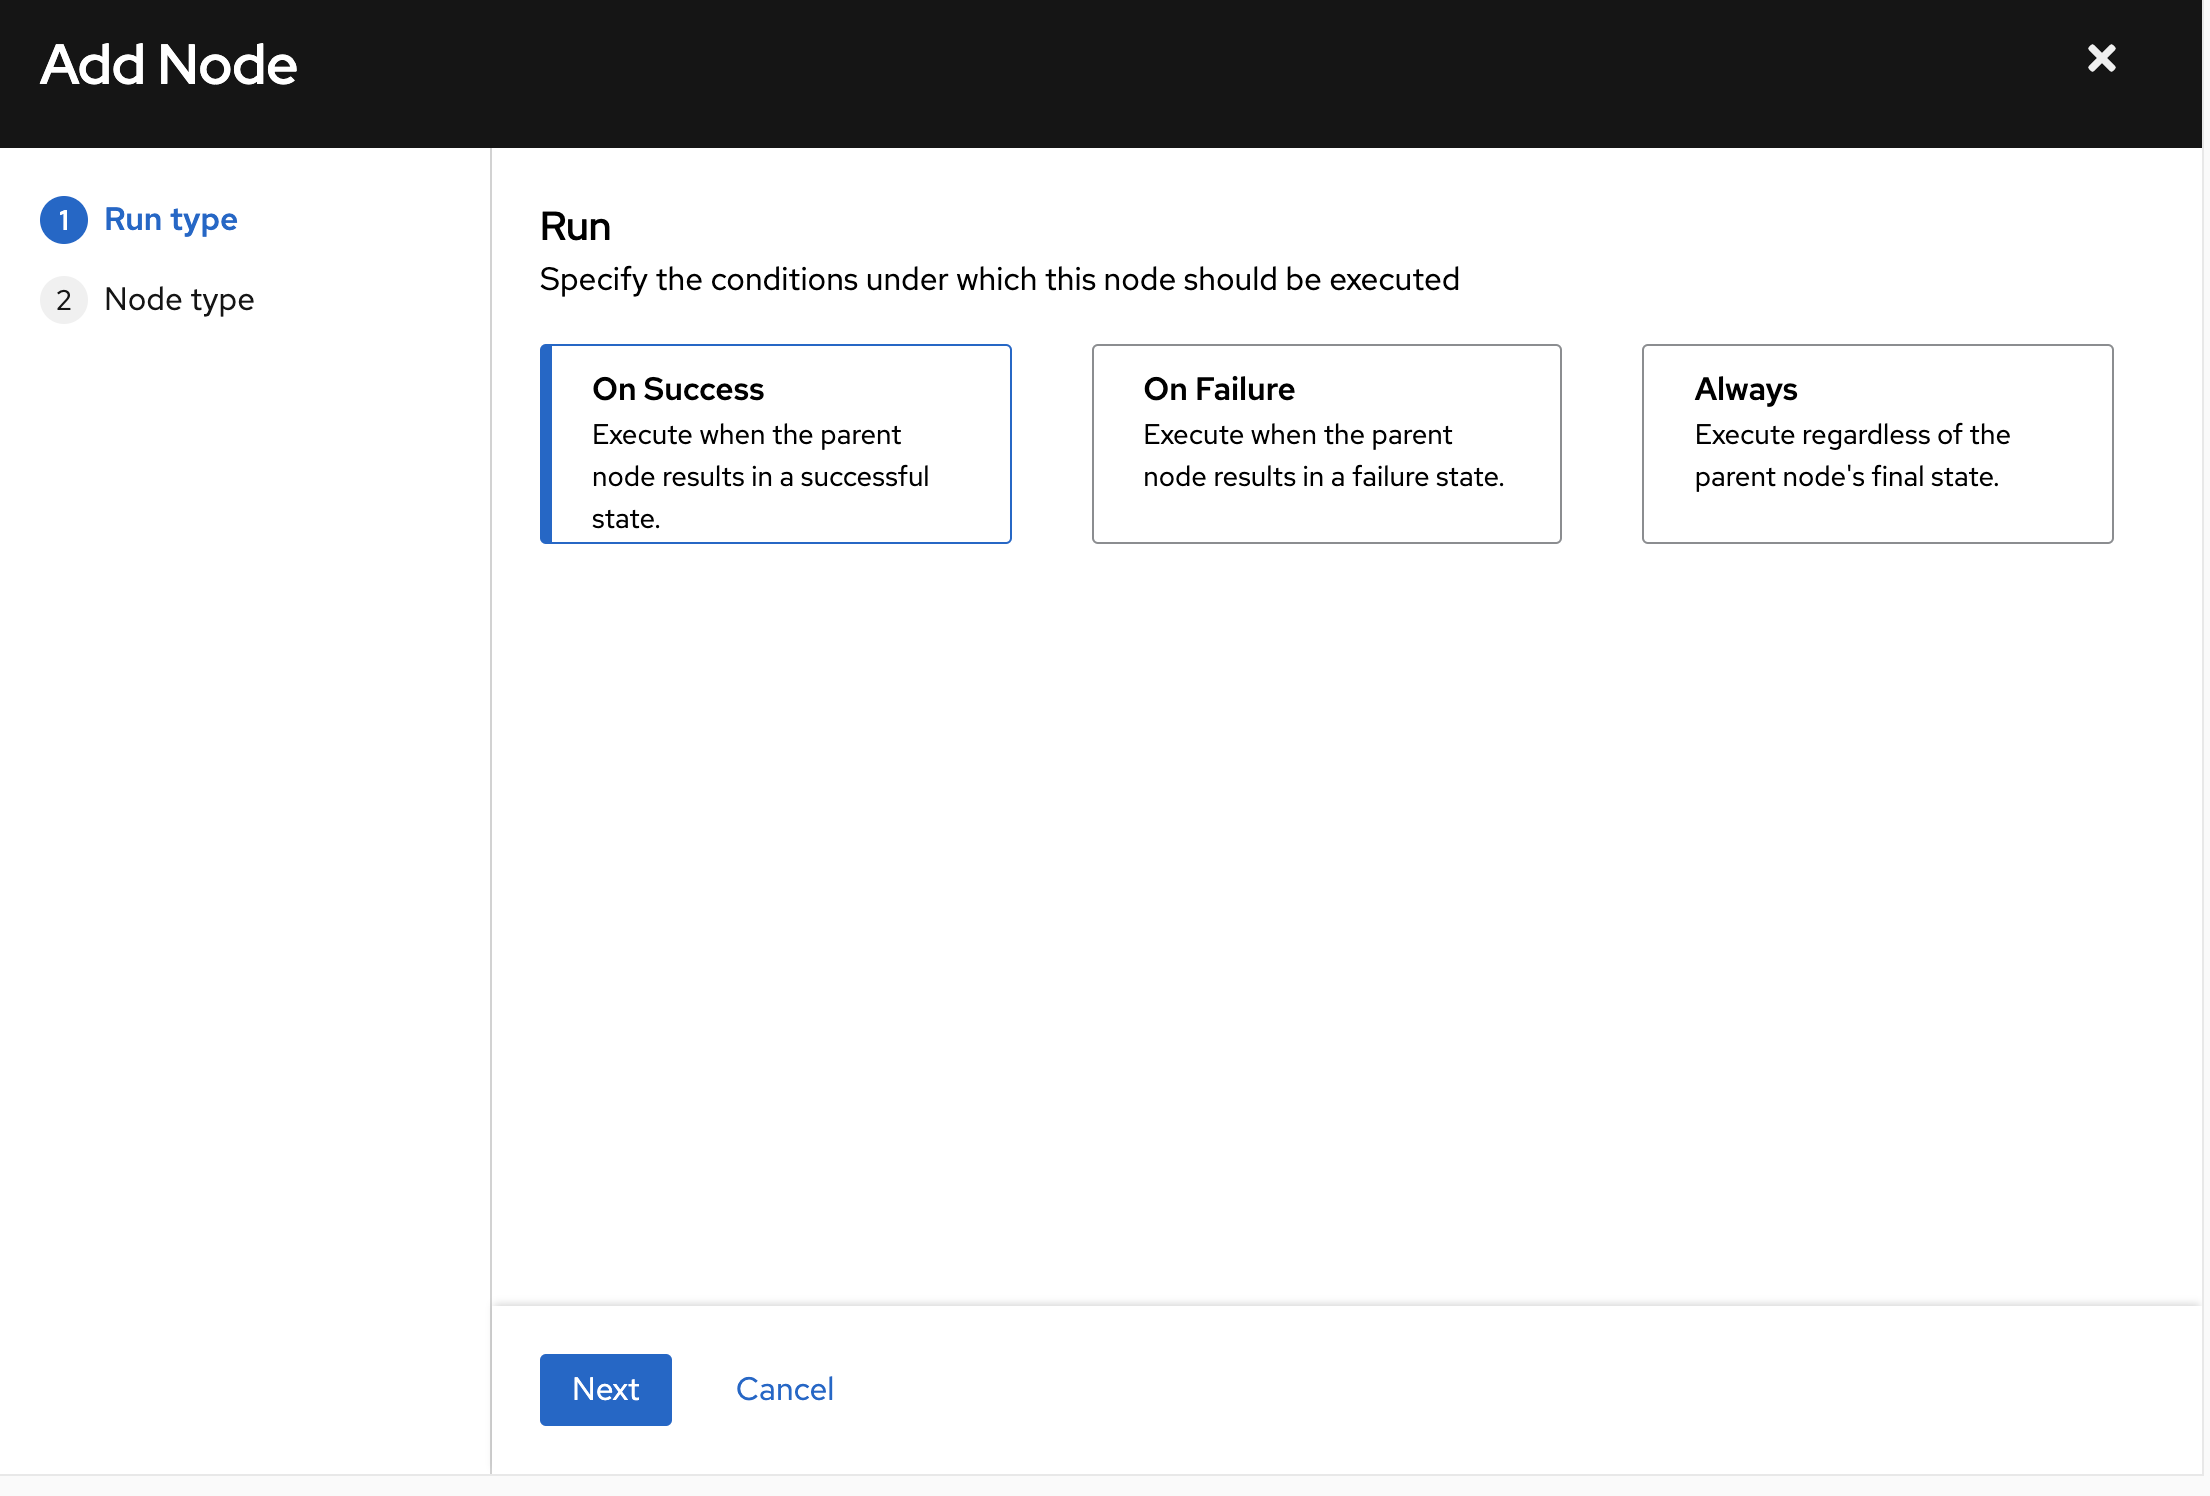 Add Node
1 Run type
2 Node type
Run
Specify the conditions under which this node should be executed
On Success
Execute when the parent
node results in a successful
state.
On Failure
Execute when the parent
node results in a failure state.
Always
Execute regardless of the
parent node's final state.
Next
Cancel